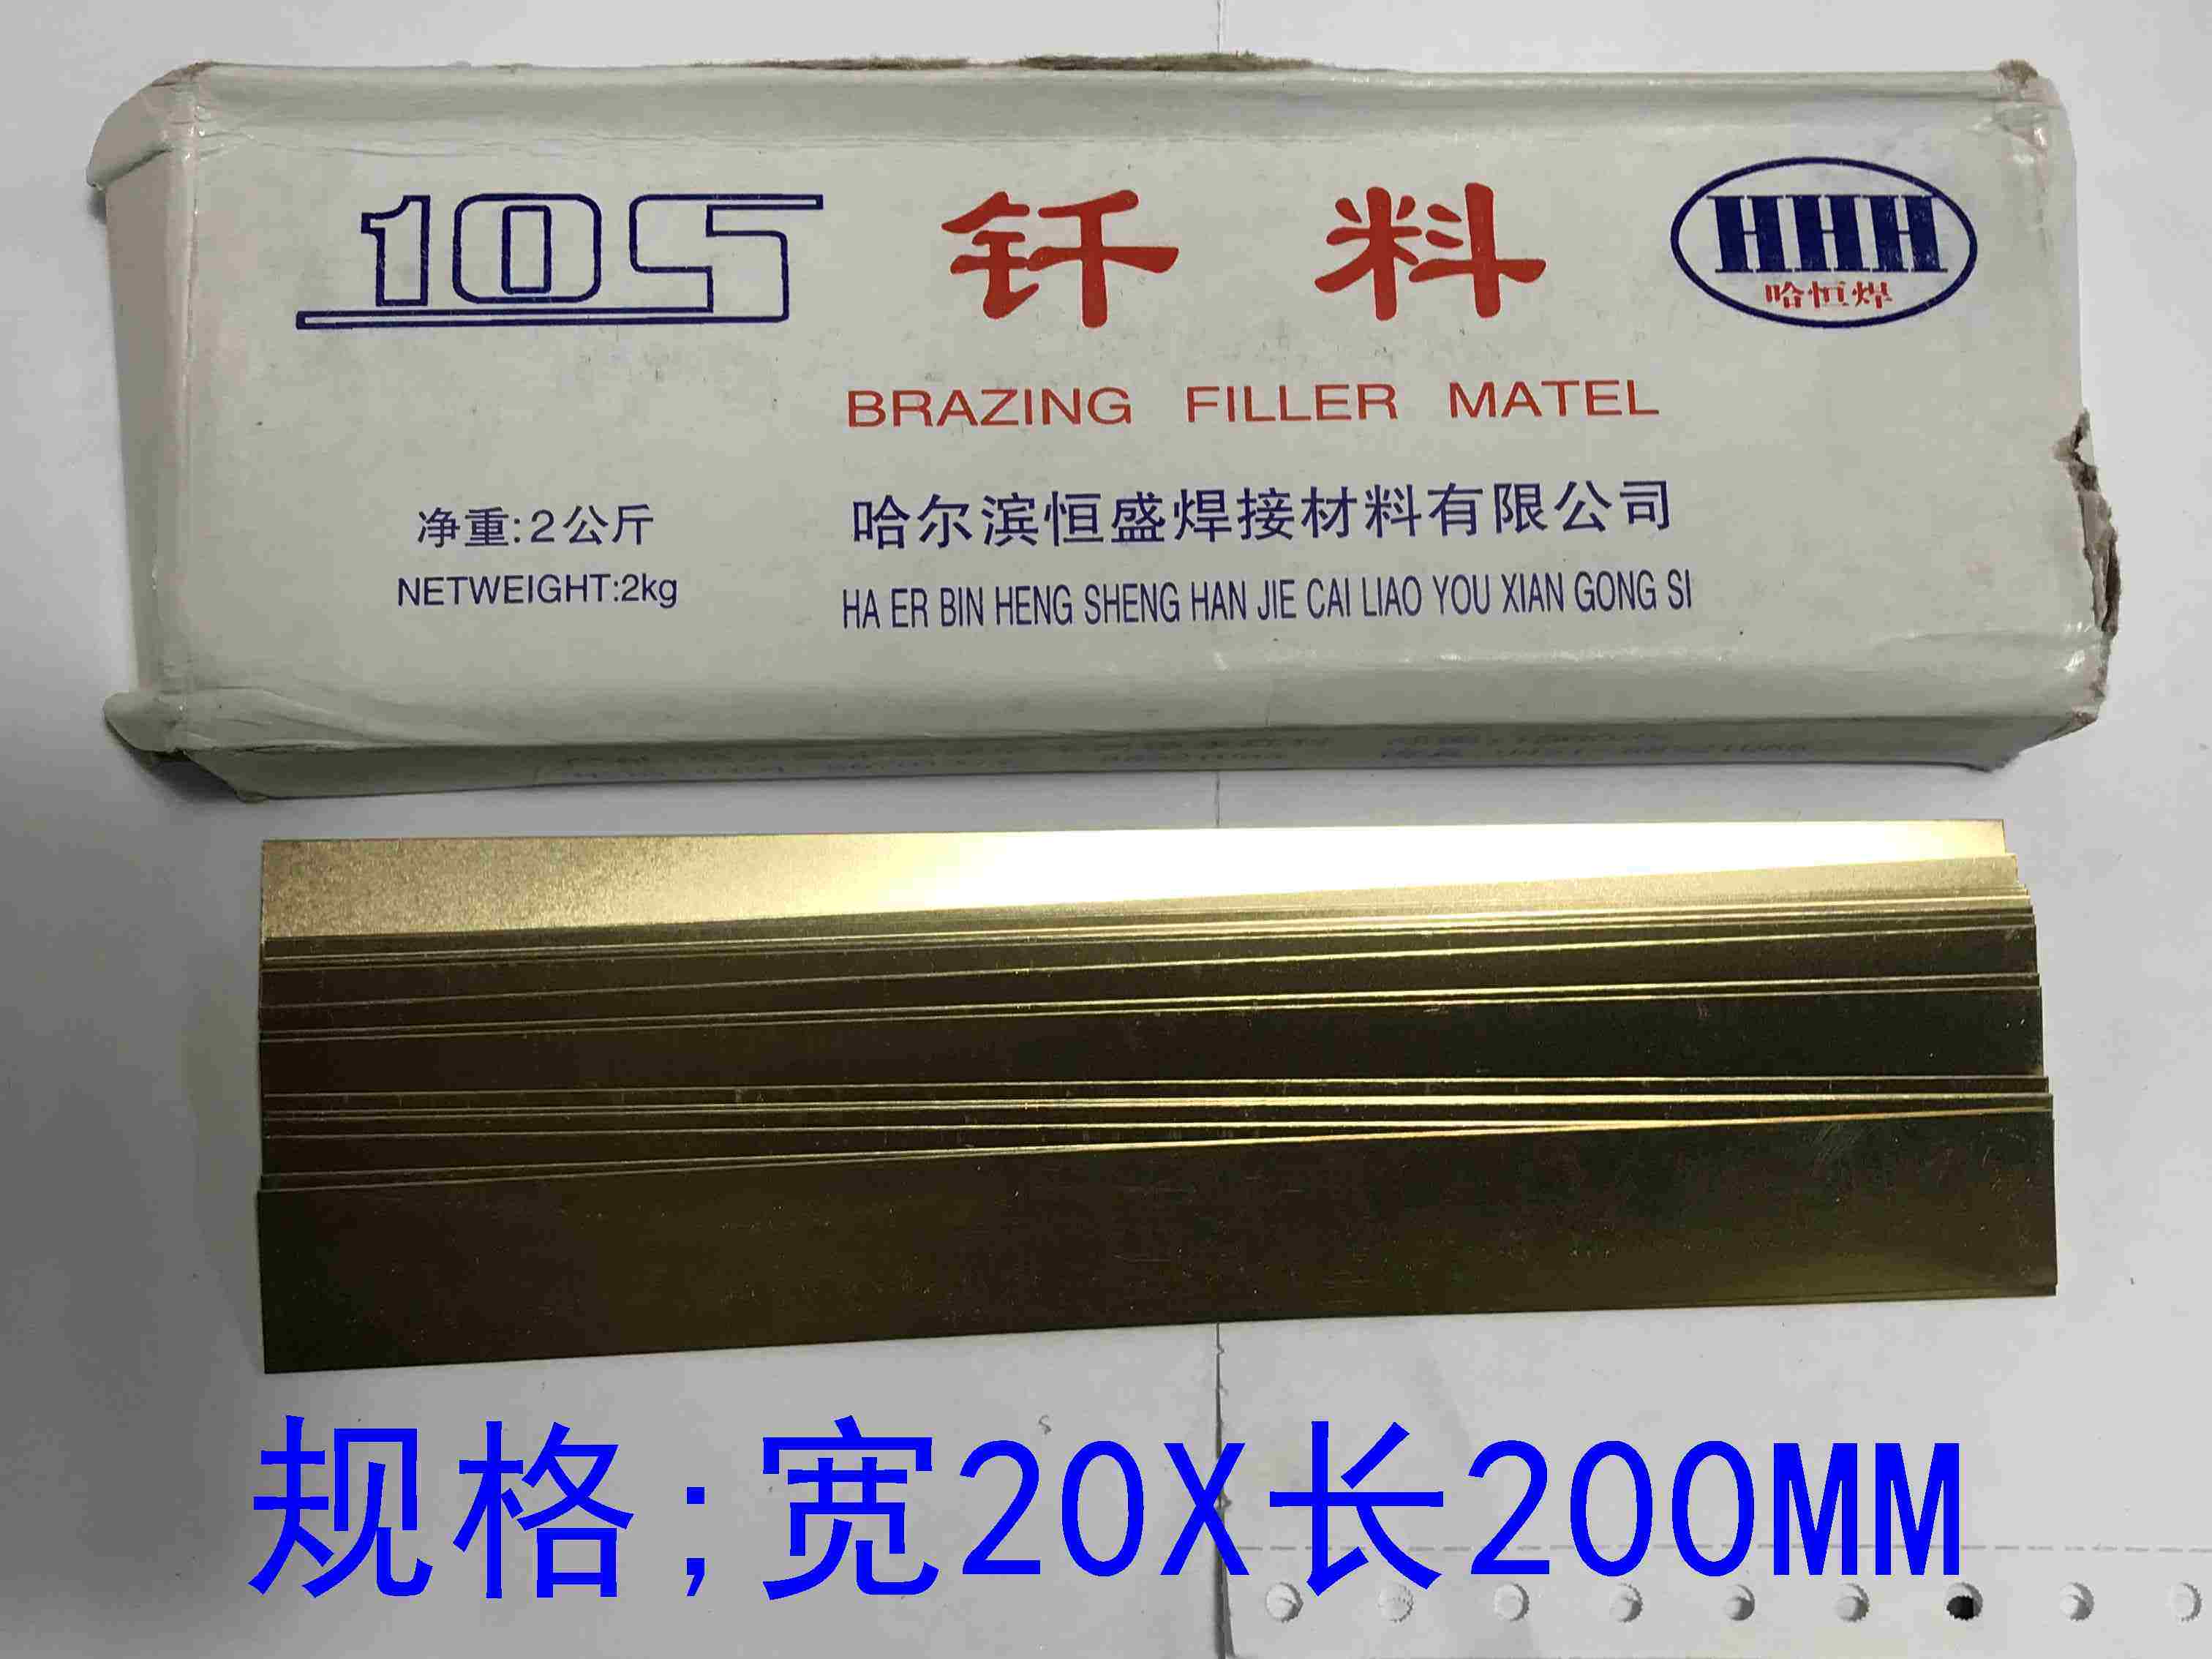 105 钎料 HHH
哈恒焊
BRAZING FILLER MATEL
净重:2公斤 哈尔滨恒盛焊接材料有限公司
NETWEIGHT:2kg HA ER BIN HENG SHENG HAN JIE CAI LIAO YOU XIAN GONG SI
规格;宽20X长200MM